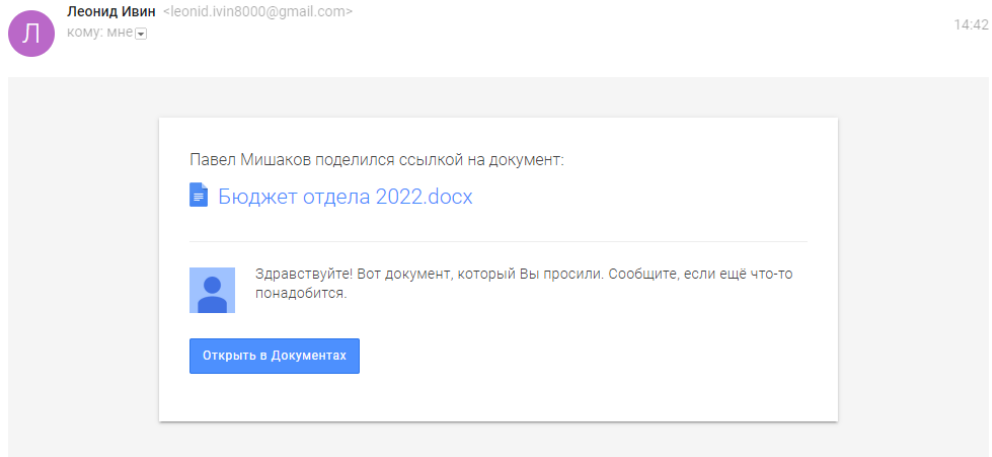 Леонид Ивин <leonid.ivin8000@gmail.com>
14:42
Л
кому: мне
Павел Мишаков поделился ссылкой на документ:
Бюджет отдела 2022.docx
Здравствуйте! Вот документ, который Вы просили. Сообщите, если ещё что-то
понадобится.
Открыть в Документах